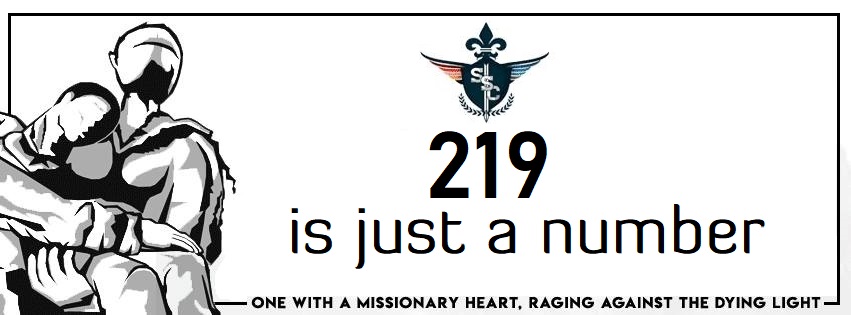 SSC
219
is just a number
ONE WITH A MISSIONARY HEART, RAGING AGAINST THE DYING LIGHT